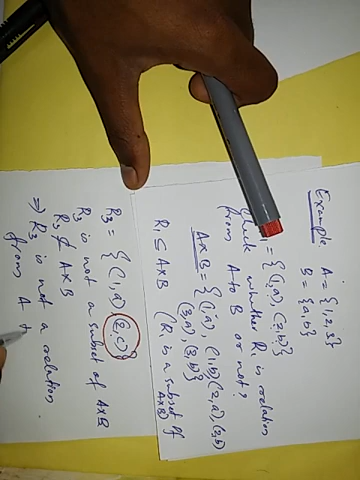 Example A = {1,2,3}
B = {a,b}
R1 = {(1,a) (2,b)}
Check whether R1 is relation
from A to B or not?
A×B = {(1,a), (1,b) (2,a), (2,b)
(3,a), (3,b)}
R1 ⊆ A×B (R1 is a subset of
A×B)
R3 = {(1,a), (2,c)}
R3 is not a subset of A×B
R3 ⊄ A×B
⇒ R3 is not a relation
from A t